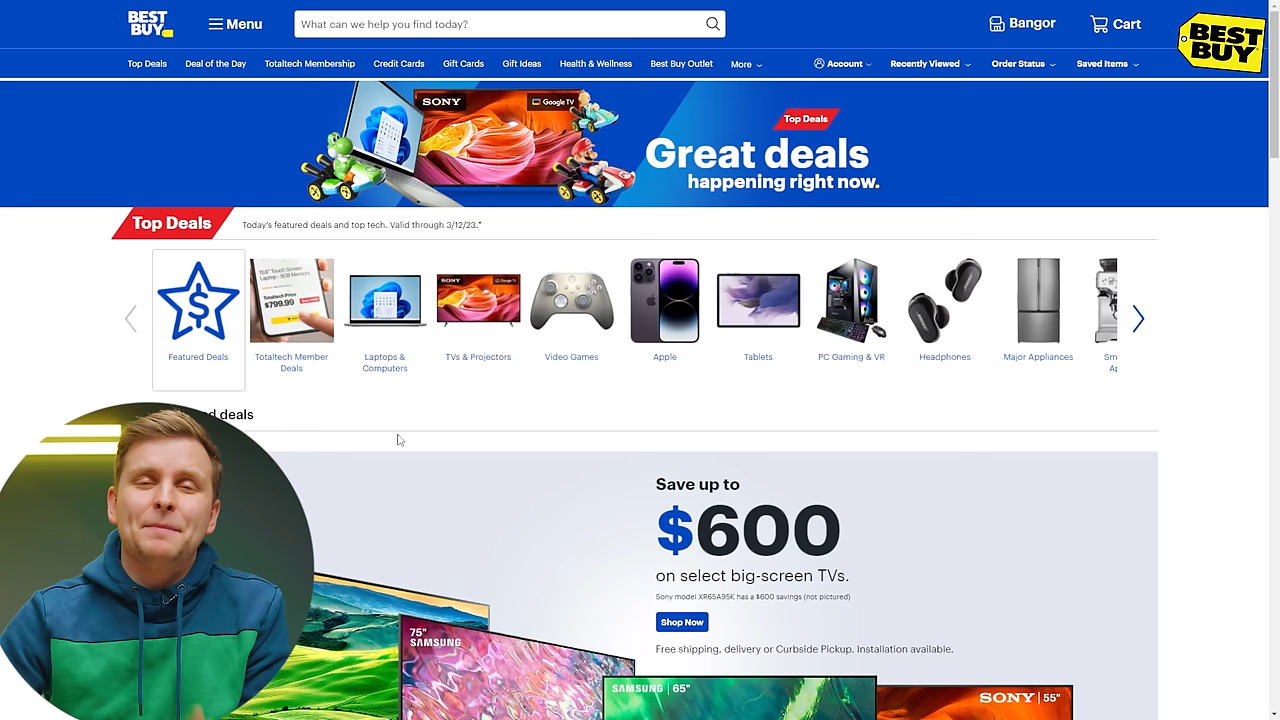 BEST BUY
Menu
What can we help you find today?
Bangor
Cart
BEST BUY
Top Deals
Deal of the Day
Totaltech Membership
Credit Cards
Gift Cards
Gift Ideas
Health & Wellness
Best Buy Outlet
More
Account
Recently Viewed
Order Status
Saved Items
SONY
Google TV
Top Deals
Great deals
happening right now.
Top Deals
Today's featured deals and top tech. Valid through 3/12/23.*
15.6" Touch Screen
Laptop - 8GB Memory
Totaltech Price
$799.99
SONY
Featured Deals
Totaltech Member
Deals
Laptops &
Computers
TVs & Projectors
Video Games
Apple
Tablets
PC Gaming & VR
Headphones
Major Appliances
Sm
Ap
d deals
Save up to
$600
on select big-screen TVs.
Sony model XR65A95K has a $600 savings (not pictured)
Shop Now
Free shipping, delivery or Curbside Pickup. Installation available.
75"
SAMSUNG
SAMSUNG 65"
SONY 55"